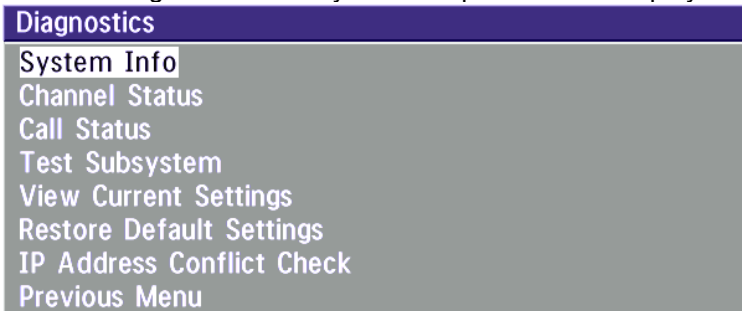 Diagnostics
System Info
Channel Status
Call Status
Test Subsystem
View Current Settings
Restore Default Settings
IP Address Conflict Check
Previous Menu